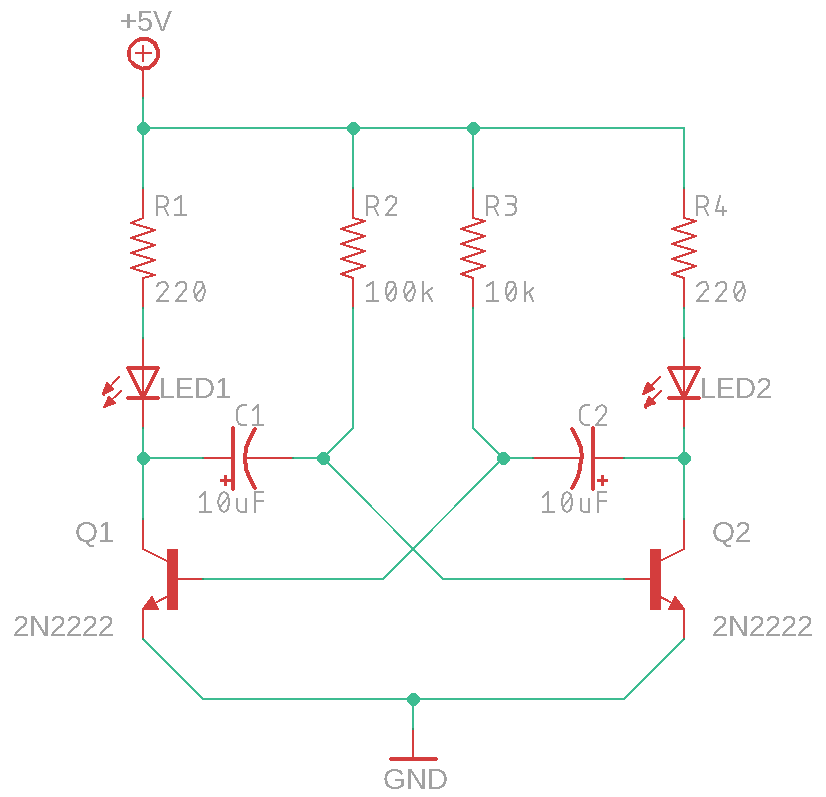 +5V
R1
R2
R3
R4
220
100k
10k
220
LED1
LED2
C1
C2
+
+
10uF
10uF
Q1
Q2
2N2222
2N2222
GND